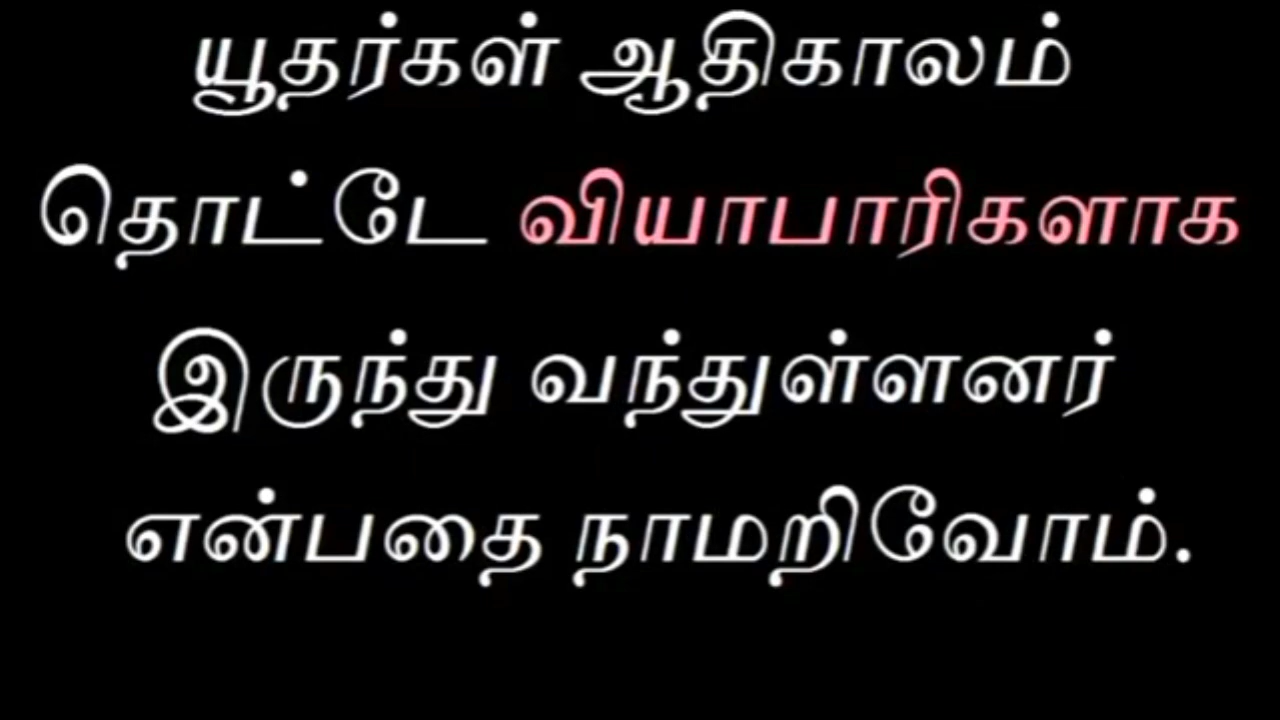 யூதர்கள் ஆதிகாலம்
தொட்டே வியாபாரிகளாக
இருந்து வந்துள்ளனர்
என்பதை நாமறிவோம்.